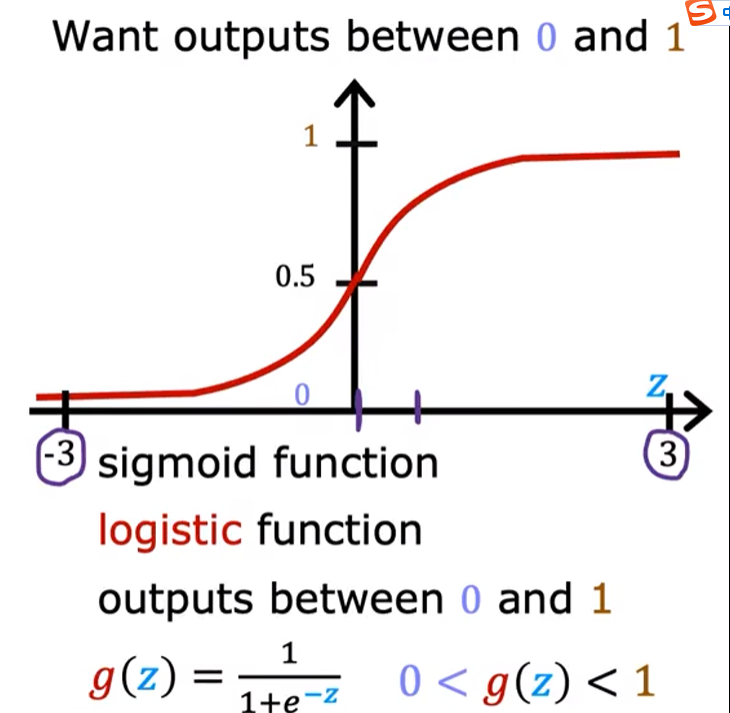 Want outputs between 0 and 1
1
0.5
0
z
-3
3
sigmoid function
logistic function
outputs between 0 and 1
g(z) = 1/(1+e^{-z}) 0 < g(z) < 1